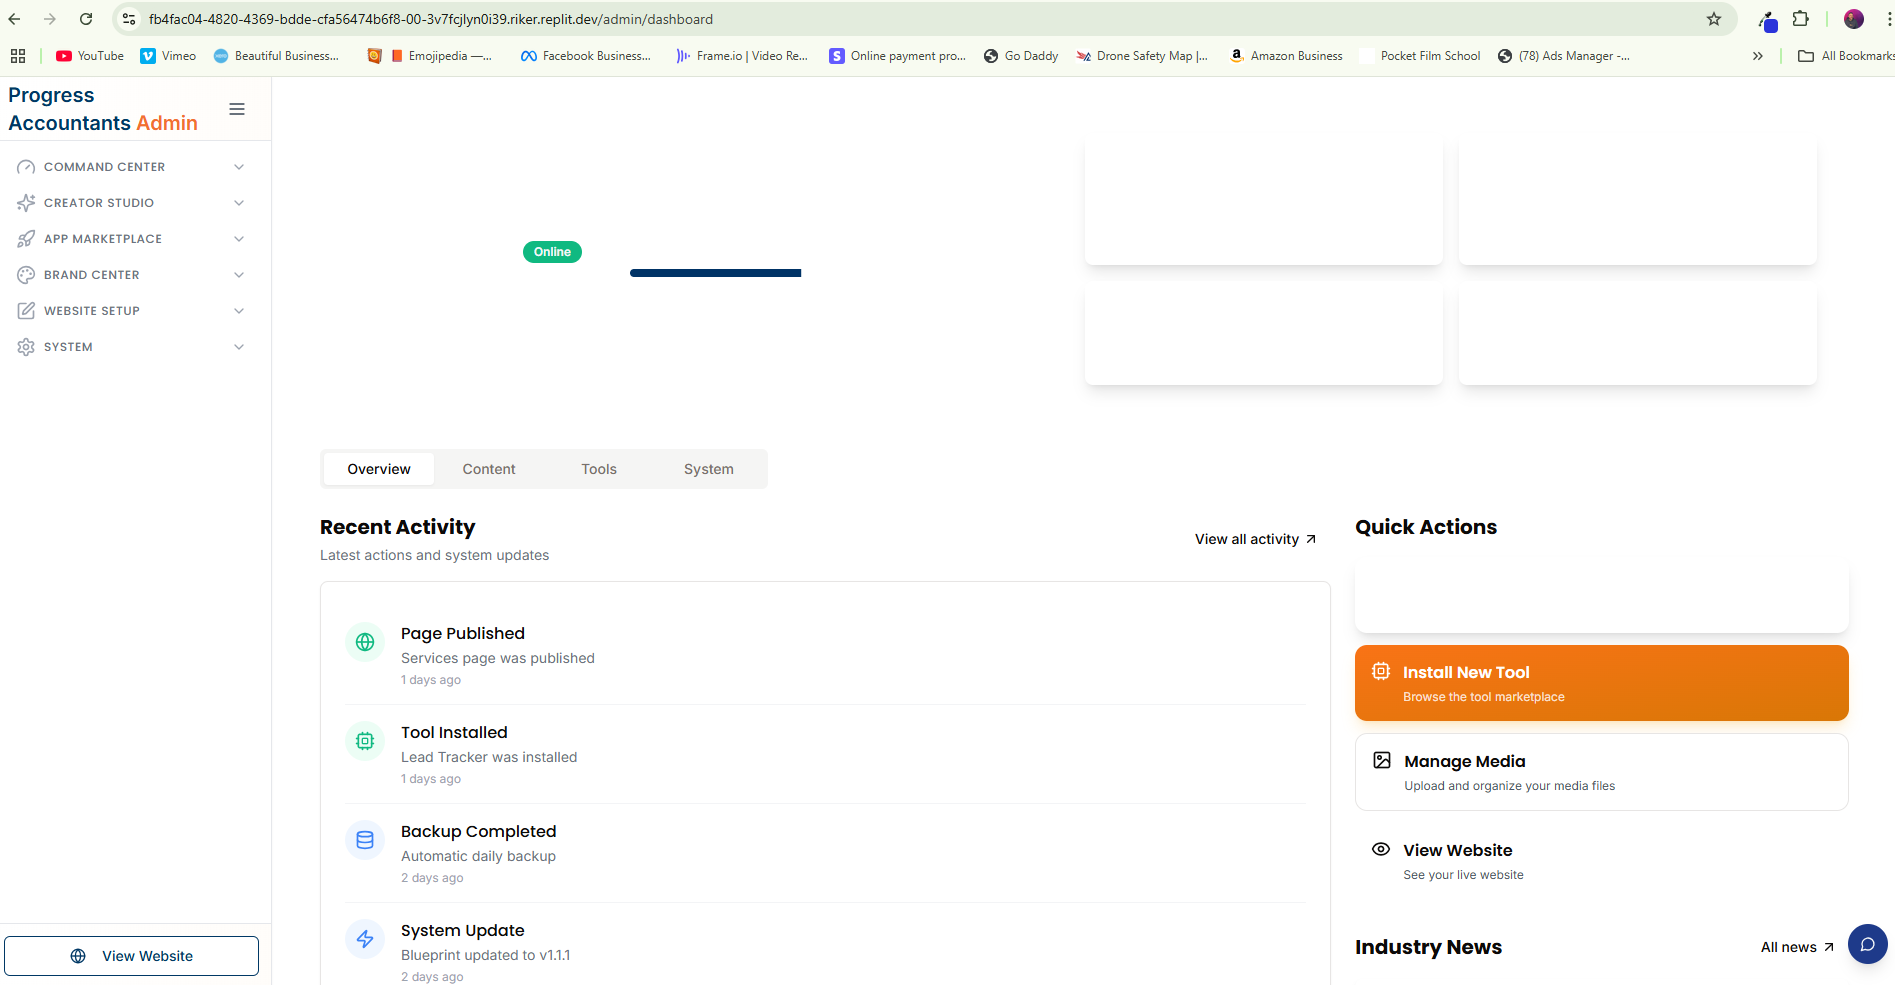 fb4fac04-4820-4369-bdde-cfa56474b6f8-00-3v7fcjlyn0i39.riker.replit.dev/admin/dashboard
YouTube
Vimeo
Beautiful Business...
Emojipedia —...
Facebook Business...
Frame.io | Video Re...
Online payment pro...
Go Daddy
Drone Safety Map |...
Amazon Business
Pocket Film School
(78) Ads Manager -...
All Bookmarks
Progress
Accountants Admin
COMMAND CENTER
CREATOR STUDIO
APP MARKETPLACE
BRAND CENTER
WEBSITE SETUP
SYSTEM
View Website
Online
Overview
Content
Tools
System
Recent Activity
Latest actions and system updates
View all activity
Page Published
Services page was published
1 days ago
Tool Installed
Lead Tracker was installed
1 days ago
Backup Completed
Automatic daily backup
2 days ago
System Update
Blueprint updated to v1.1.1
2 days ago
Quick Actions
Install New Tool
Browse the tool marketplace
Manage Media
Upload and organize your media files
View Website
See your live website
Industry News
All news